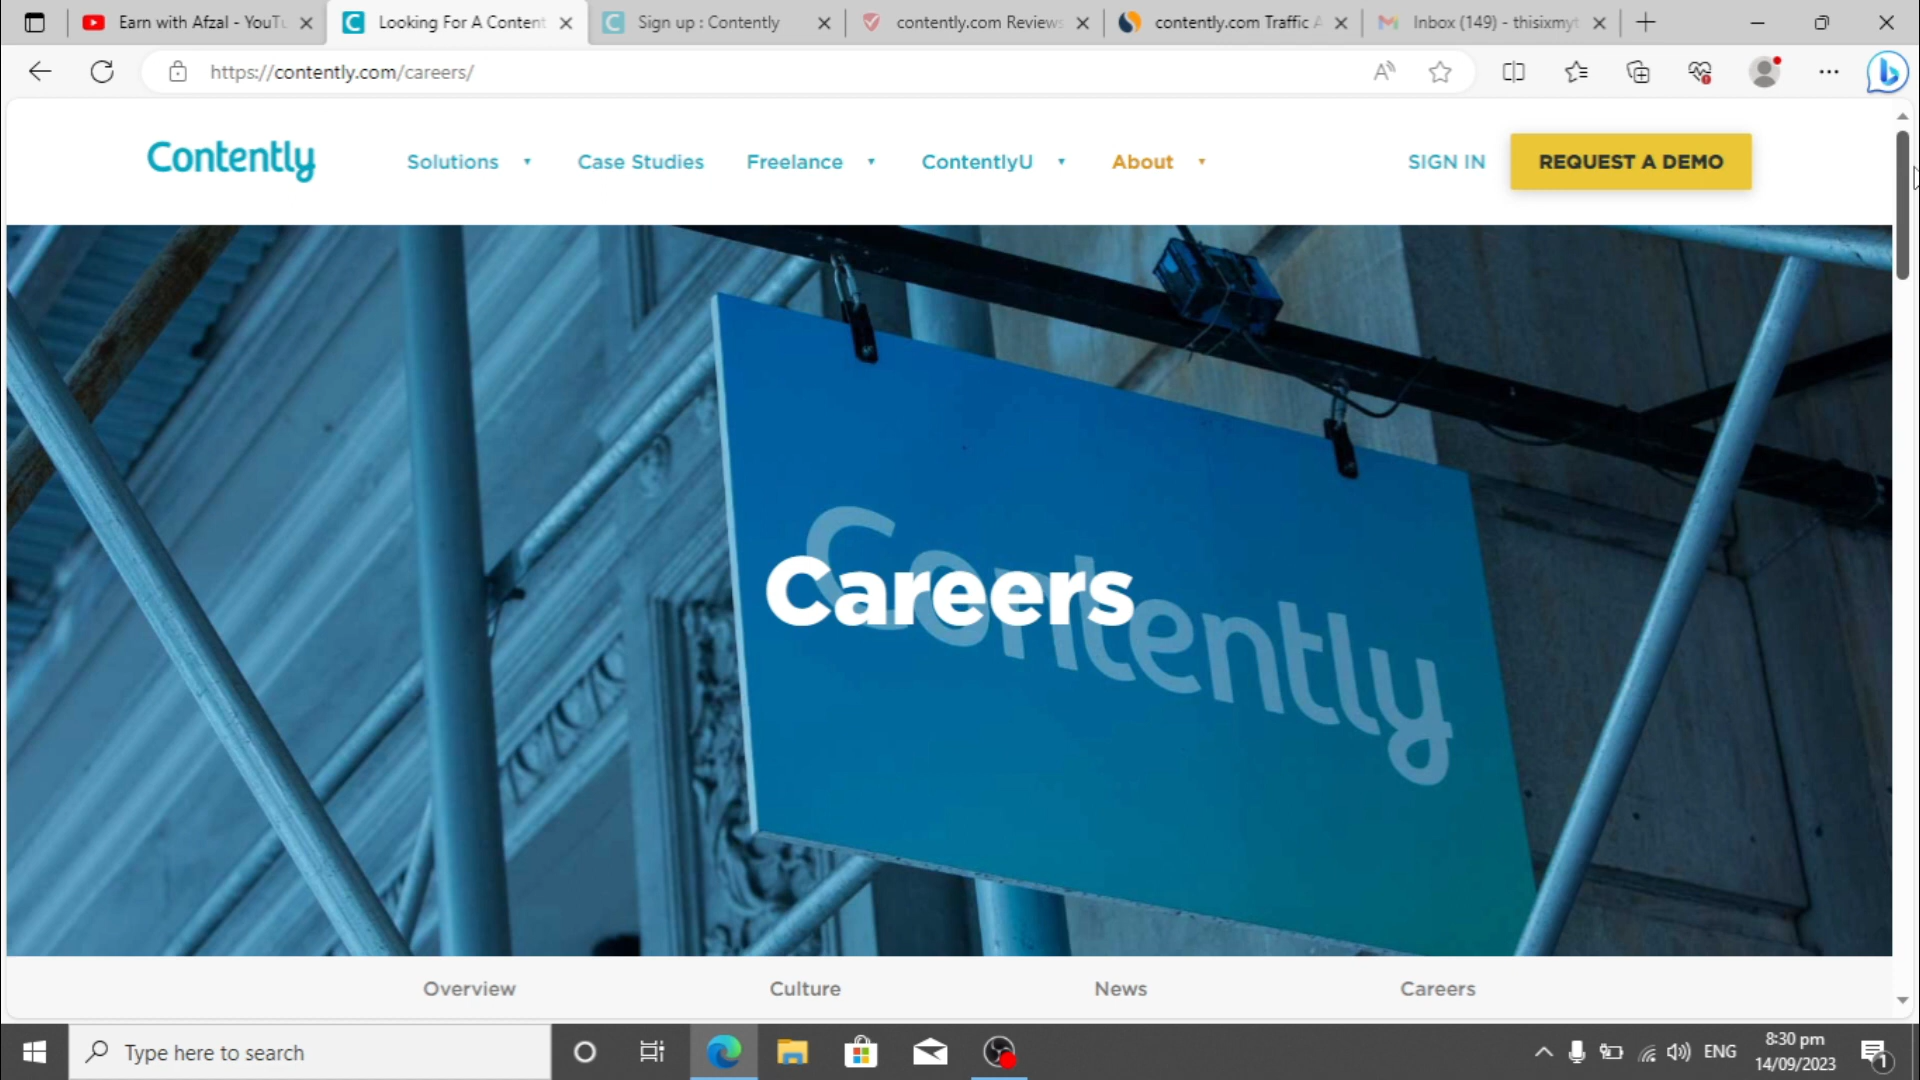 Earn with Afzal - YouTu
Looking For A Content
Sign up : Contently
contently.com Reviews
contently.com Traffic A
Inbox (149) - thisixmyt
https://contently.com/careers/
Contently
Solutions
Case Studies
Freelance
ContentlyU
About
SIGN IN
REQUEST A DEMO
Careers
Contently
Overview
Culture
News
Careers
Type here to search
ENG
8:30 pm
14/09/2023
1